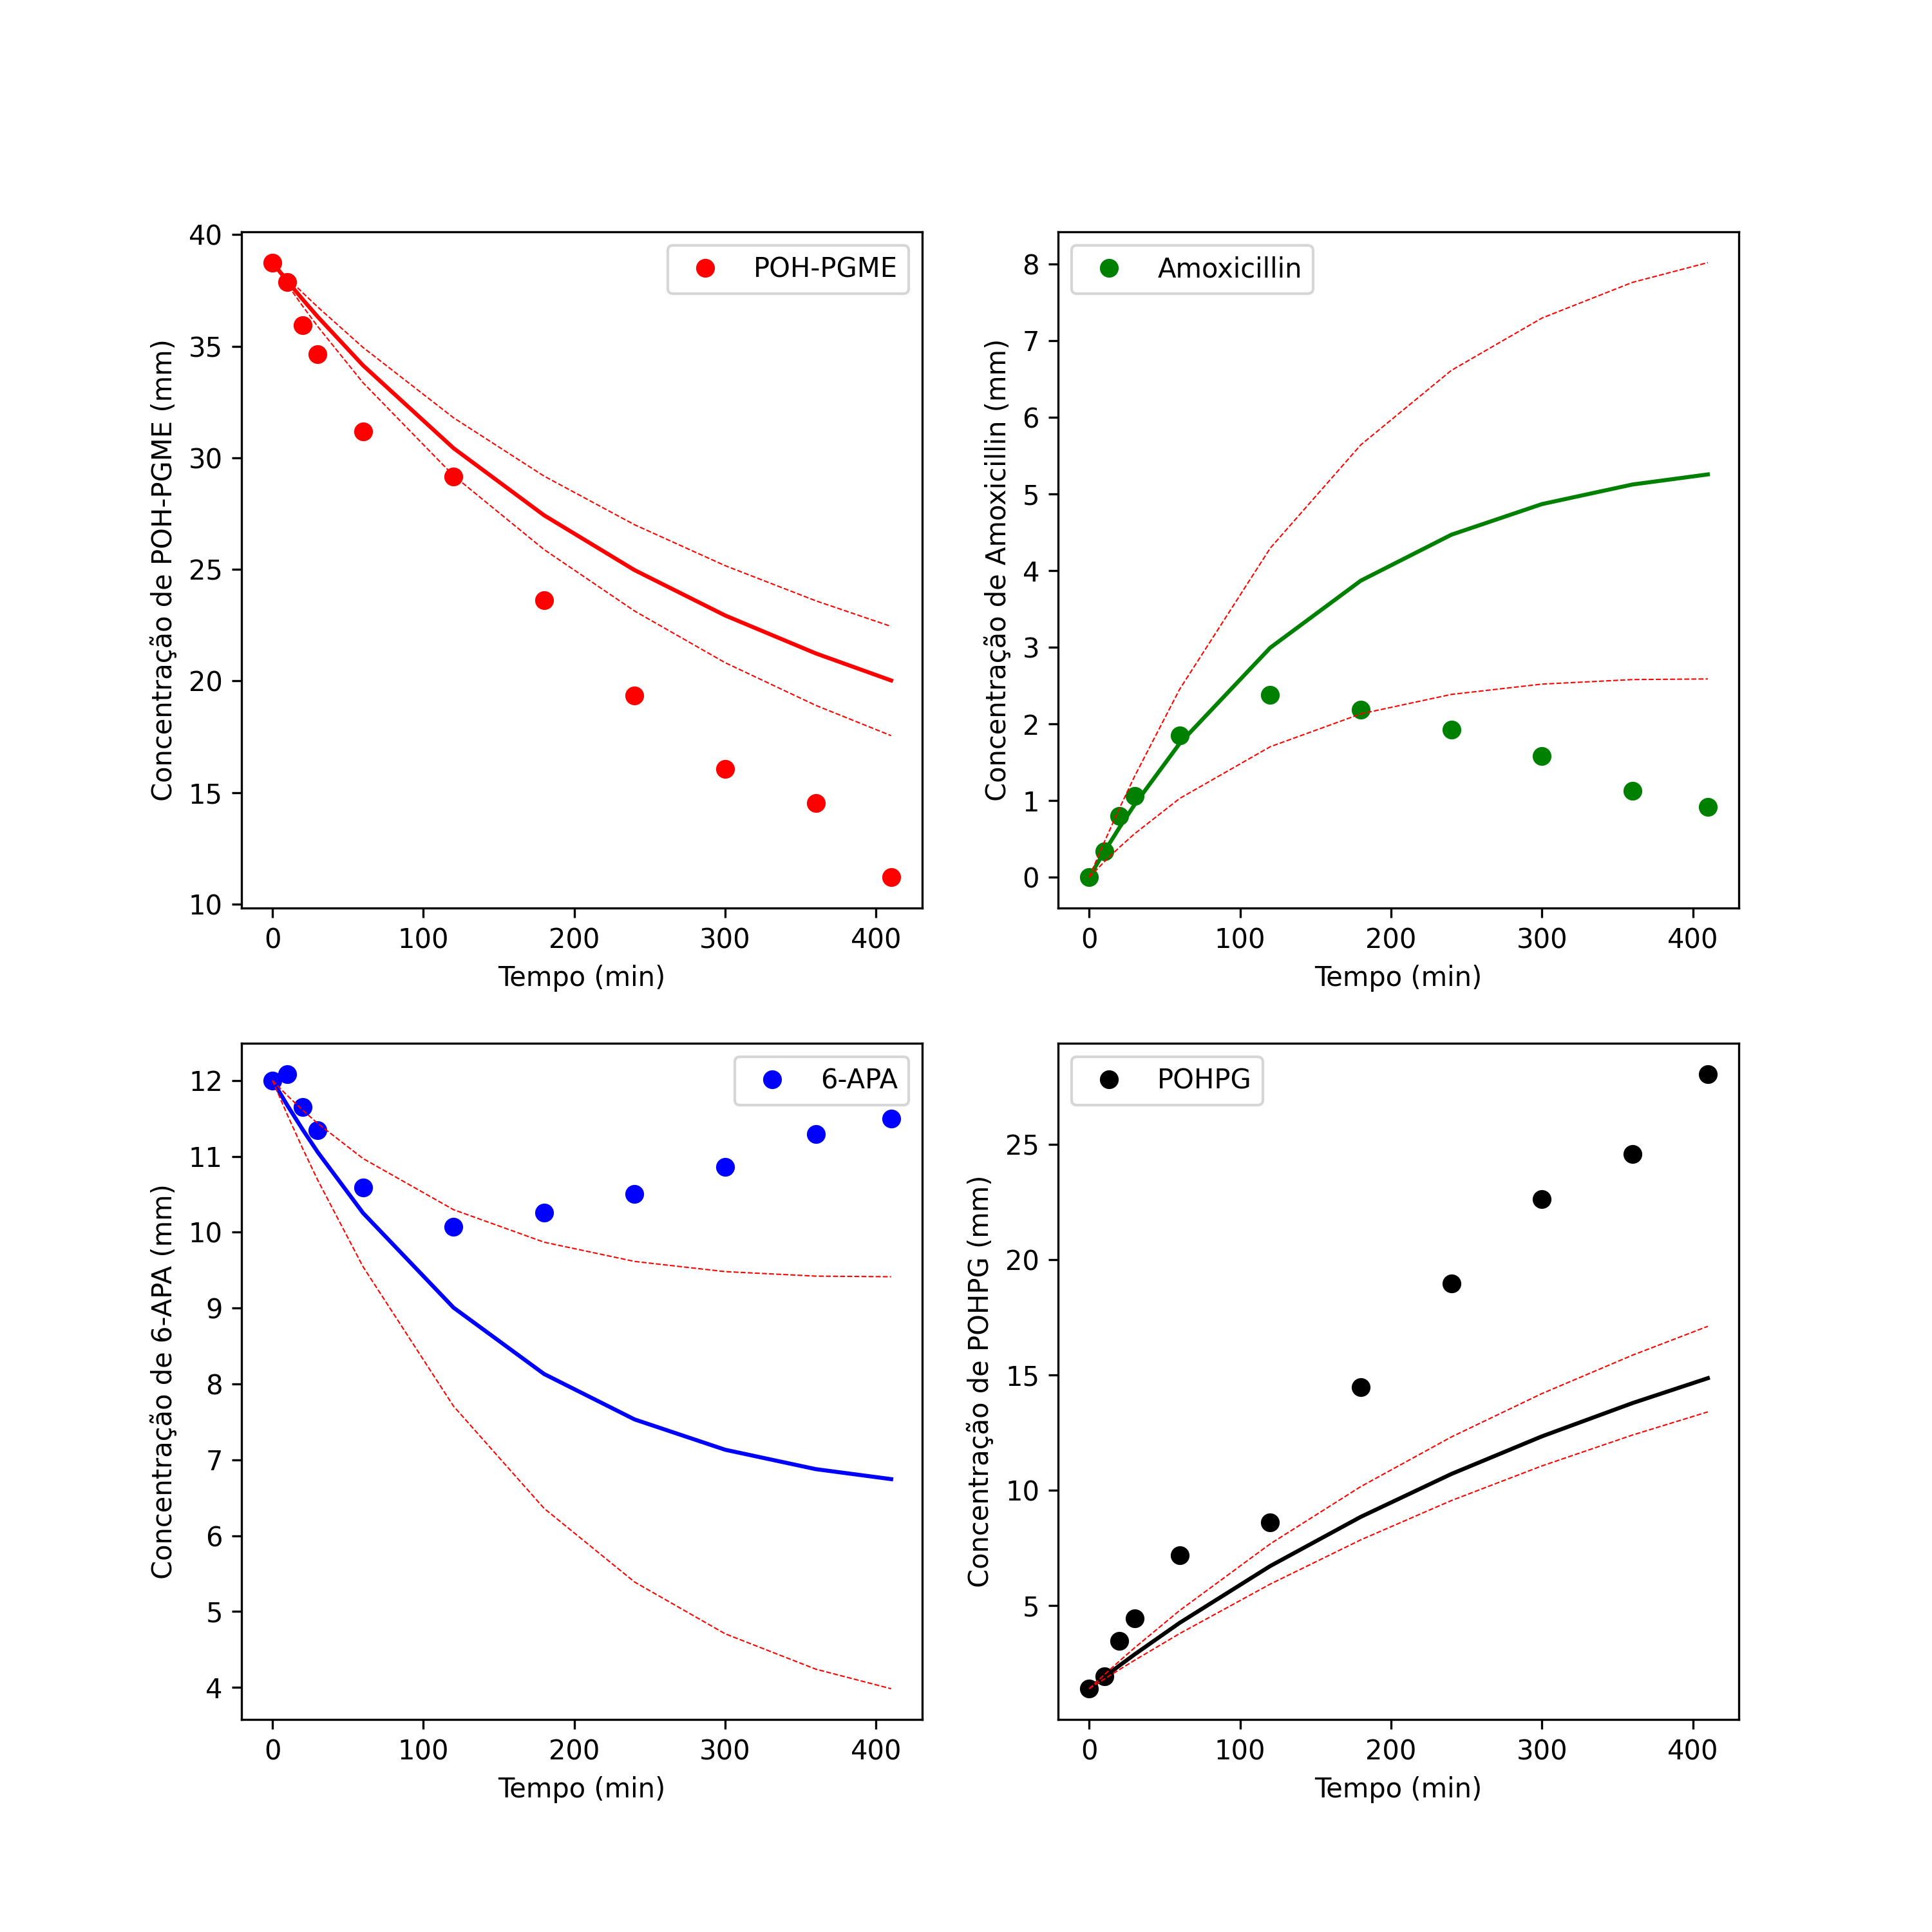 POH-PGME
40
35
30
25
20
15
10
Concentração de POH-PGME (mm)
0 100 200 300 400
Tempo (min)
Amoxicillin
8
7
6
5
4
3
2
1
0
Concentração de Amoxicillin (mm)
0 100 200 300 400
Tempo (min)
6-APA
12
11
10
9
8
7
6
5
4
Concentração de 6-APA (mm)
0 100 200 300 400
Tempo (min)
POHPG
25
20
15
10
5
Concentração de POHPG (mm)
0 100 200 300 400
Tempo (min)